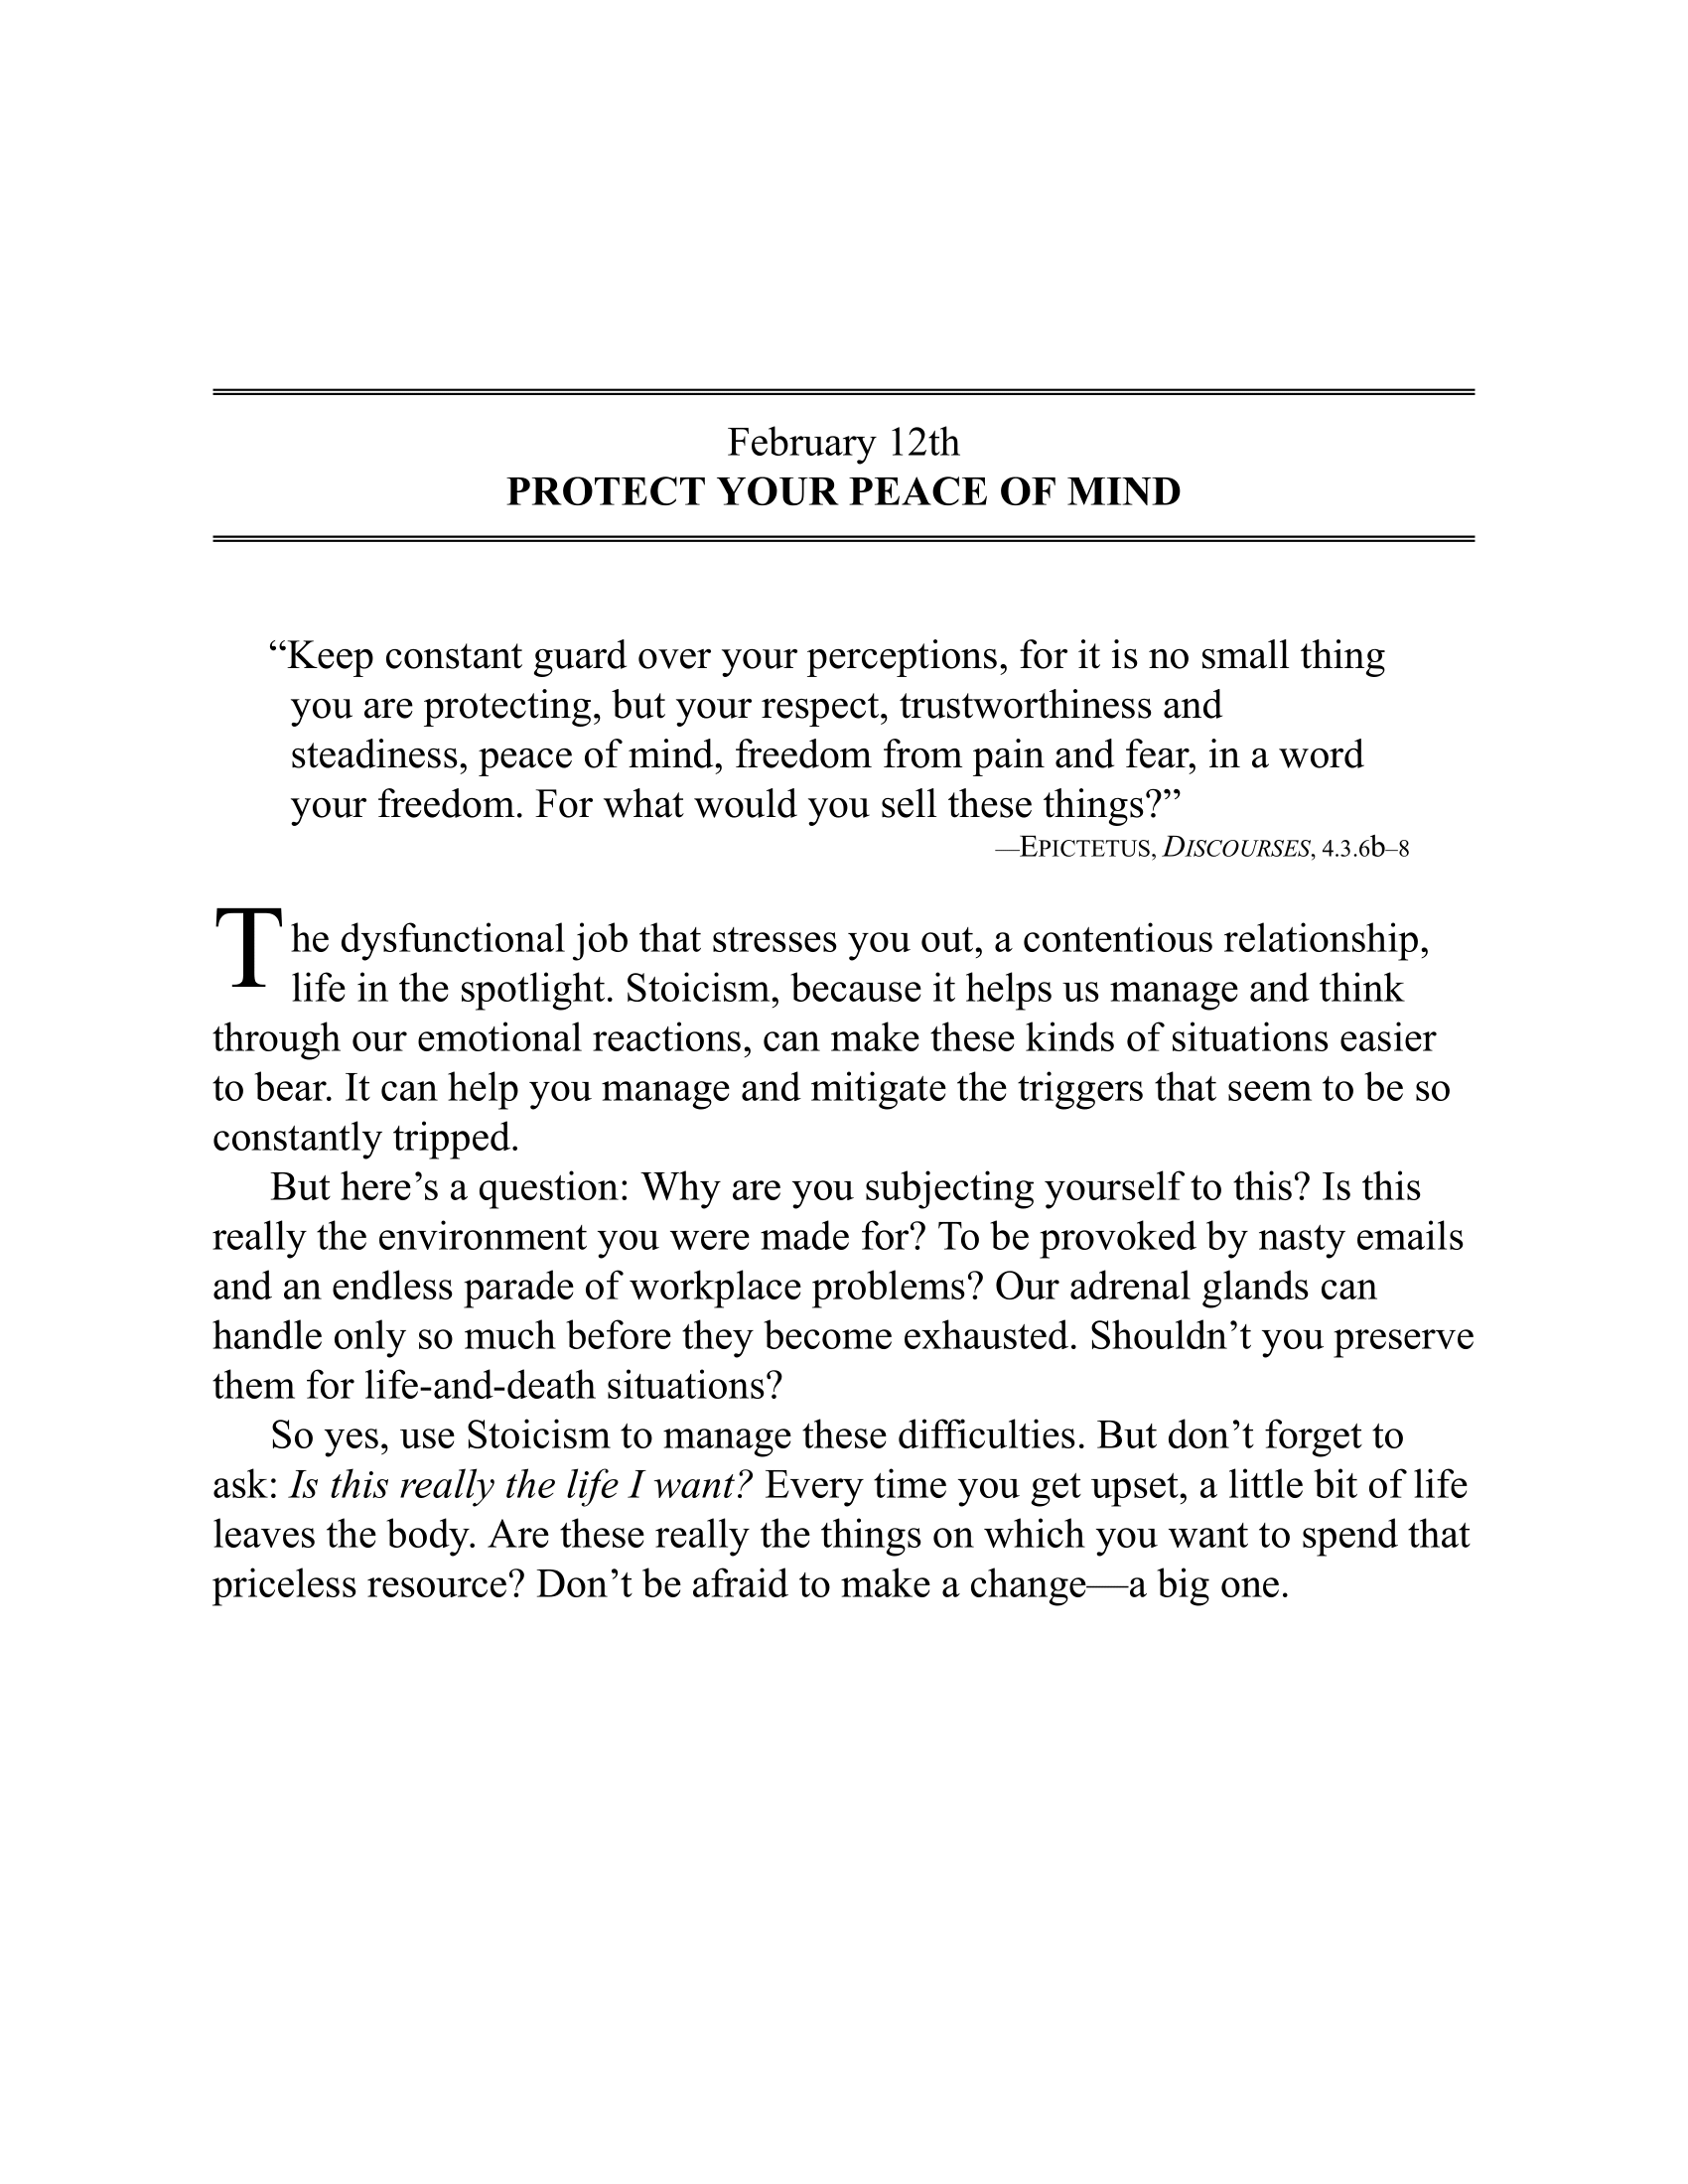 February 12th
PROTECT YOUR PEACE OF MIND
“Keep constant guard over your perceptions, for it is no small thing
you are protecting, but your respect, trustworthiness and
steadiness, peace of mind, freedom from pain and fear, in a word
your freedom. For what would you sell these things?”
—EPICTETUS, DISCOURSES, 4.3.6b–8
The dysfunctional job that stresses you out, a contentious relationship,
life in the spotlight. Stoicism, because it helps us manage and think
through our emotional reactions, can make these kinds of situations easier
to bear. It can help you manage and mitigate the triggers that seem to be so
constantly tripped.
But here’s a question: Why are you subjecting yourself to this? Is this
really the environment you were made for? To be provoked by nasty emails
and an endless parade of workplace problems? Our adrenal glands can
handle only so much before they become exhausted. Shouldn’t you preserve
them for life-and-death situations?
So yes, use Stoicism to manage these difficulties. But don’t forget to
ask: Is this really the life I want? Every time you get upset, a little bit of life
leaves the body. Are these really the things on which you want to spend that
priceless resource? Don’t be afraid to make a change—a big one.